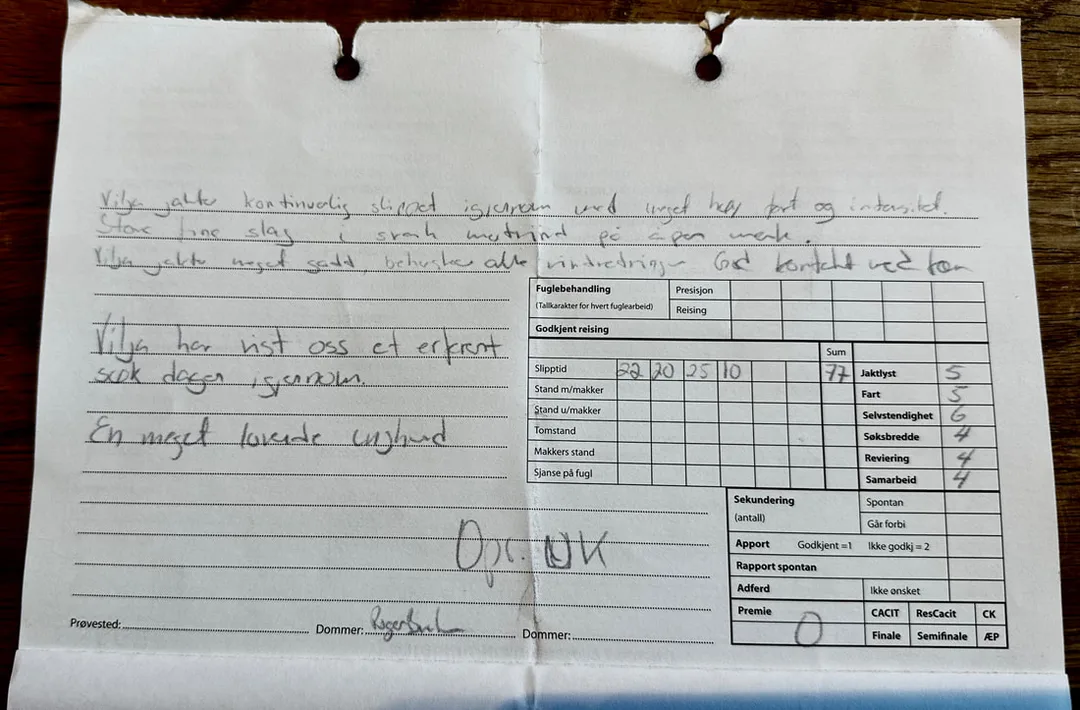 Vilja jakter kontinuerlig slippet igjennom med meget høy fart og intensitet.
Store fine slag i svak motvind på åpen mark.
Vilja jakter meget godt, behersker alle vindretninger God kontakt ved
Fuglebehandling Presisjon
(Tallkarakter for hvert fuglearbeid) Reising
Godkjent reising
Vilja har vist oss et erfarent
søk dagen igjennom.
En meget lovende unghund
Sum
Slipptid 22 20 25 10 77 Jaktlyst 5
Stand m/makker Fart 5
Stand u/makker Selvstendighet 6
Tomstand Søksbredde 4
Makkers stand Reviering 4
Sjanse på fugl Samarbeid 4
Sekundering Spontan
(antall) Går forbi
Apport Godkjent =1 Ikke godkj = 2
Rapport spontan
Adferd Ikke ønsket
Premie CACIT ResCacit CK
0 Finale Semifinale ÆP
UK
Prøvested: Dommer: Roger Dommer: